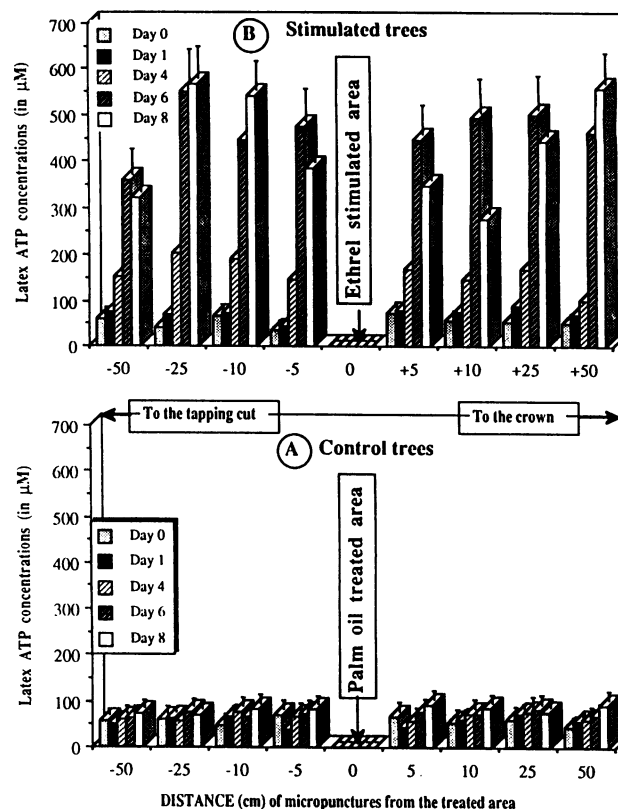 B Stimulated trees
Day 0
Day 1
Day 4
Day 6
Day 8
Latex ATP concentrations (in μM)
700
600
500
400
300
200
100
0
Ethrel stimulated area
-50 -25 -10 -5 0 +5 +10 +25 +50
To the tapping cut
To the crown
A Control trees
Day 0
Day 1
Day 4
Day 6
Day 8
Latex ATP concentrations (in μM)
700
600
500
400
300
200
100
0
Palm oil treated area
-50 -25 -10 -5 0 5 10 25 50
DISTANCE (cm) of micropunctures from the treated area